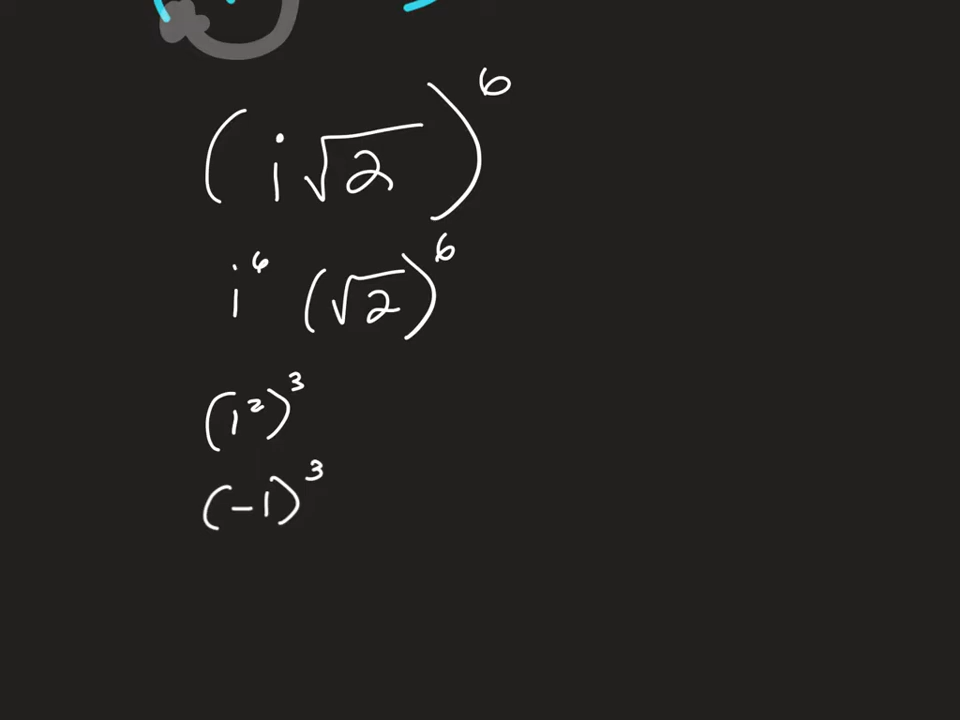 (i√2)⁶
i⁶ (√2)⁶
(i²)³
(-1)³